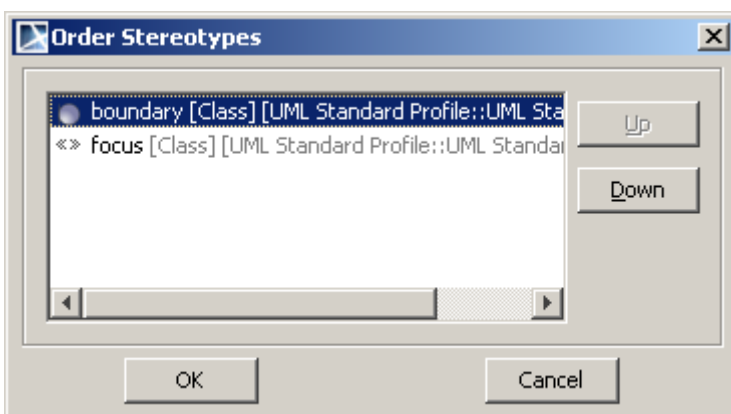 Order Stereotypes
boundary [Class] [UML Standard Profile::UML Sta
«» focus [Class] [UML Standard Profile::UML Standar
Up
Down
OK
Cancel